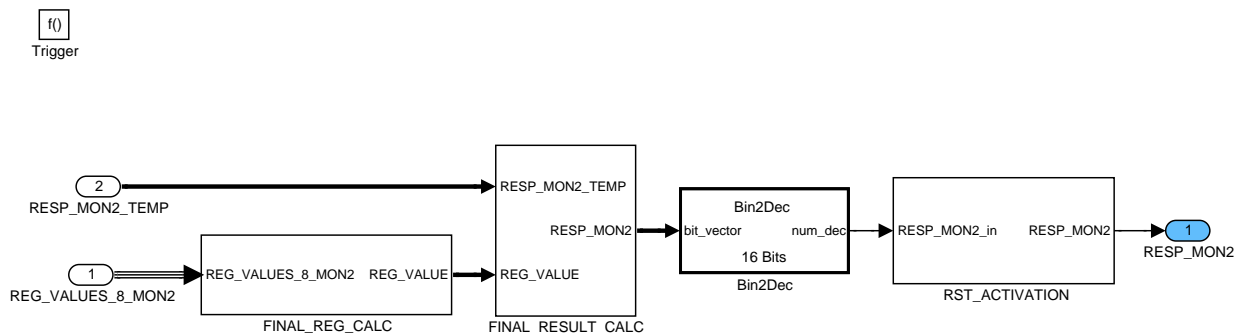 f()
Trigger
2
RESP_MON2_TEMP
1
REG_VALUES_8_MON2
REG_VALUES_8_MON2
REG_VALUE
FINAL_REG_CALC
RESP_MON2_TEMP
RESP_MON2
REG_VALUE
FINAL_RESULT_CALC
Bin2Dec
bit_vector
num_dec
16 Bits
Bin2Dec
RESP_MON2_in
RESP_MON2
RST_ACTIVATION
1
RESP_MON2